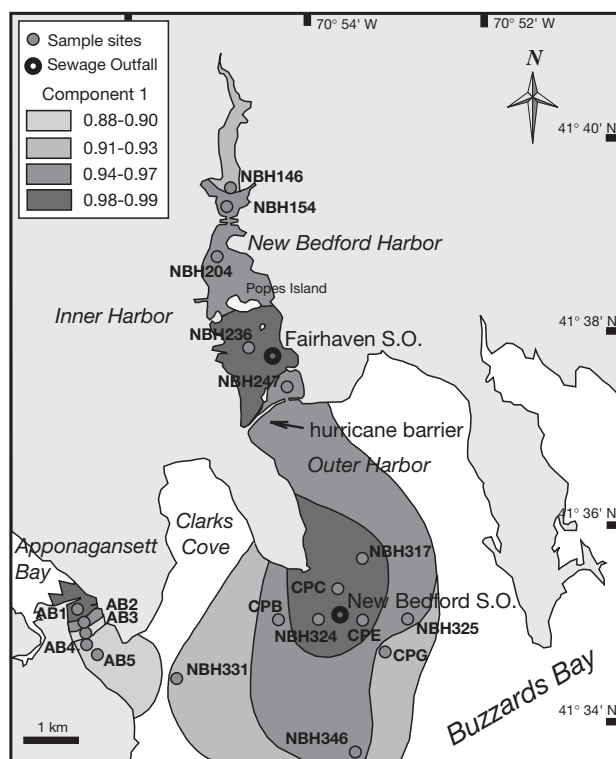 70° 54' W
70° 52' W
Sample sites
Sewage Outfall
Component 1
0.88-0.90
0.91-0.93
0.94-0.97
0.98-0.99
N
41° 40' N
NBH146
NBH154
New Bedford Harbor
NBH204
Popes Island
Inner Harbor
41° 38' N
NBH236
Fairhaven S.O.
NBH247
hurricane barrier
Outer Harbor
41° 36' N
Clarks
Cove
Apponagansett
Bay
NBH317
AB1
AB2
AB3
CPC
CPB
New Bedford S.O.
NBH324
CPE
NBH325
AB4
AB5
CPG
NBH331
Buzzards Bay
41° 34' N
1 km
NBH346